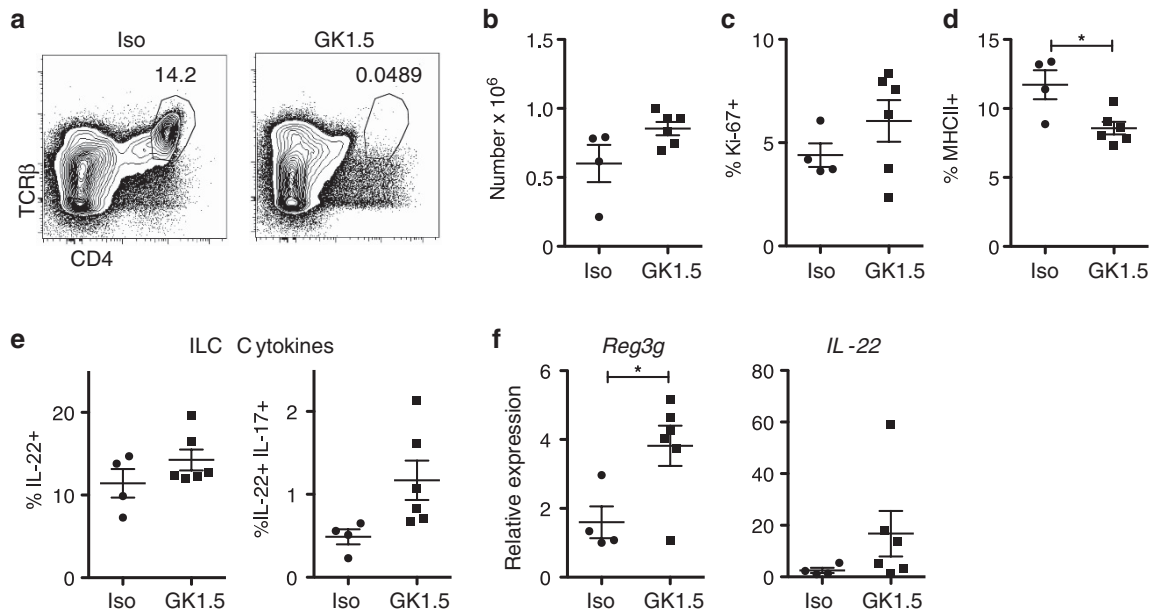 a
Iso
GK1.5
14.2
0.0489
TCRβ
CD4
b
Number x 10⁶
1.5
1.0
0.5
0
Iso
GK1.5
c
% Ki-67+
10
5
0
Iso
GK1.5
d
% MHCII+
15
10
5
0
*
Iso
GK1.5
e
ILC Cytokines
% IL-22+
20
10
0
Iso
GK1.5
%IL-22+ IL-17+
2
1
0
Iso
GK1.5
f
Reg3g
Relative expression
6
4
2
0
*
Iso
GK1.5
IL-22
80
60
40
20
0
Iso
GK1.5